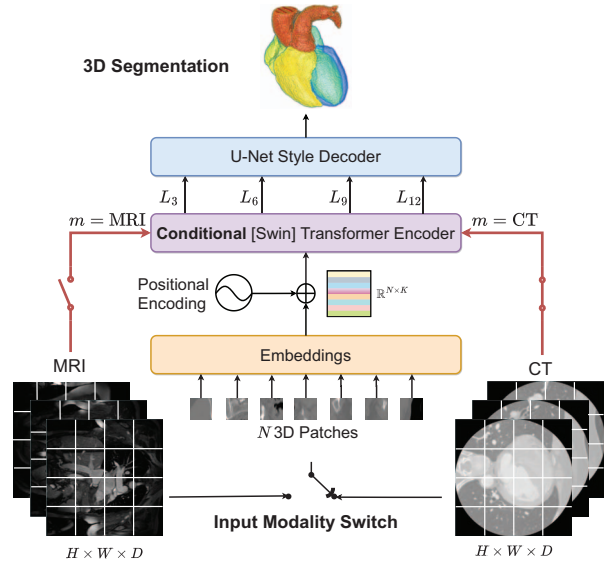 3D Segmentation
U-Net Style Decoder
L₃ L₆ L₉ L₁₂
m = MRI
m = CT
Conditional [Swin] Transformer Encoder
Positional
Encoding
ℝᴺˣᴷ
MRI
Embeddings
CT
N 3D Patches
Input Modality Switch
H × W × D
H × W × D